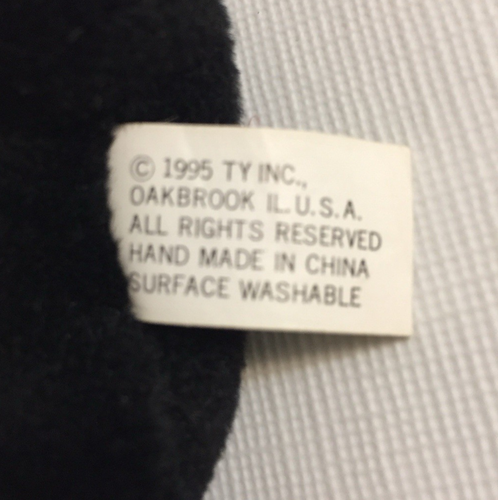 © 1995 TY INC.,
OAKBROOK IL. U.S.A.
ALL RIGHTS RESERVED
HAND MADE IN CHINA
SURFACE WASHABLE